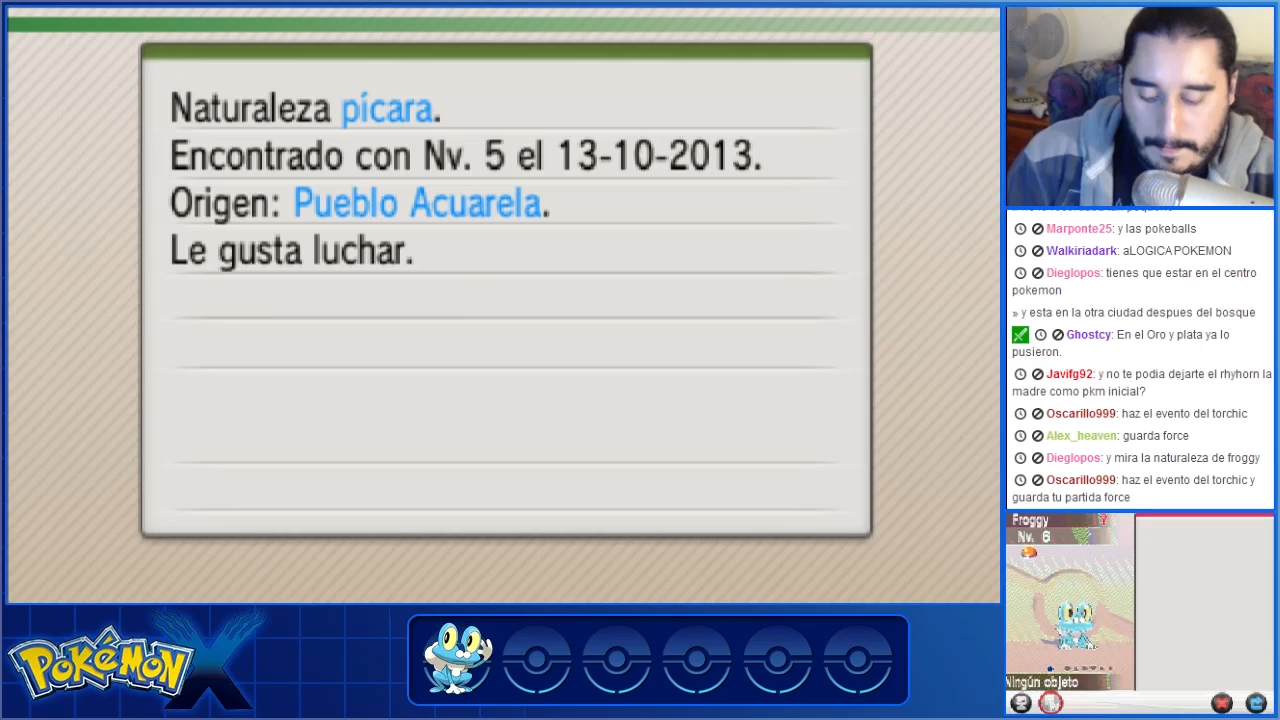 Naturaleza pícara.
Encontrado con Nv. 5 el 13-10-2013.
Origen: Pueblo Acuarela.
Le gusta luchar.
Marponte25: y las pokeballs
Walkiriadark: aLOGICA POKEMON
Dieglopos: tienes que estar en el centro
pokemon
» y esta en la otra ciudad despues del bosque
Ghostcy: En el Oro y plata ya lo
pusieron.
Javifg92: y no te podia dejarte el rhyhorn la
madre como pkm inicial?
Oscarillo999: haz el evento del torchic
Alex_heaven: guarda force
Dieglopos: y mira la naturaleza de froggy
Oscarillo999: haz el evento del torchic y
guarda tu partida force
Froggy
Nv. 6
Ningún objeto
POKéMON X